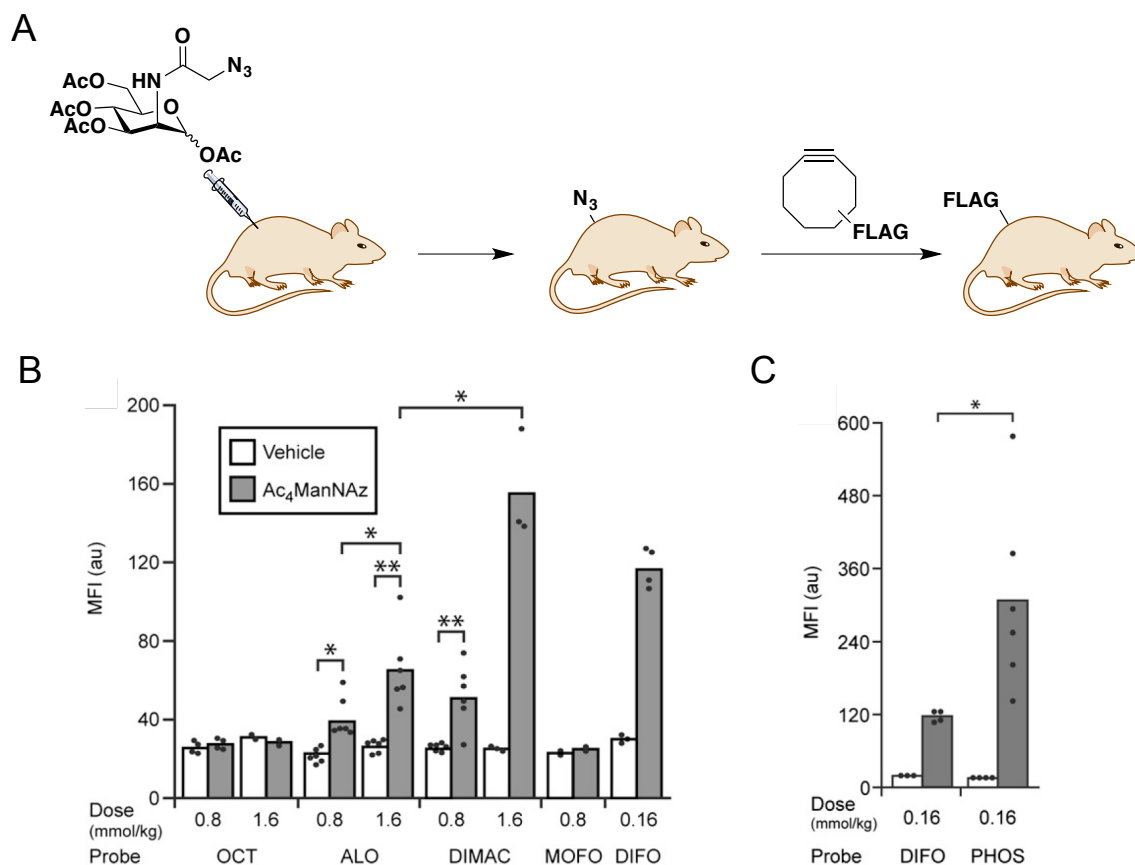 A
O
N₃
HN
AcO
AcO
AcO
O
OAc
N₃
FLAG
FLAG
B
C
200
160
120
80
40
0
MFI (au)
Vehicle
Ac₄ManNAz
*
*
**
*
**
Dose
(mmol/kg)
0.8 1.6 0.8 1.6 0.8 1.6 0.8 0.16
Probe OCT ALO DIMAC MOFO DIFO
600
480
360
240
120
0
MFI (au)
*
Dose
(mmol/kg)
0.16 0.16
Probe DIFO PHOS